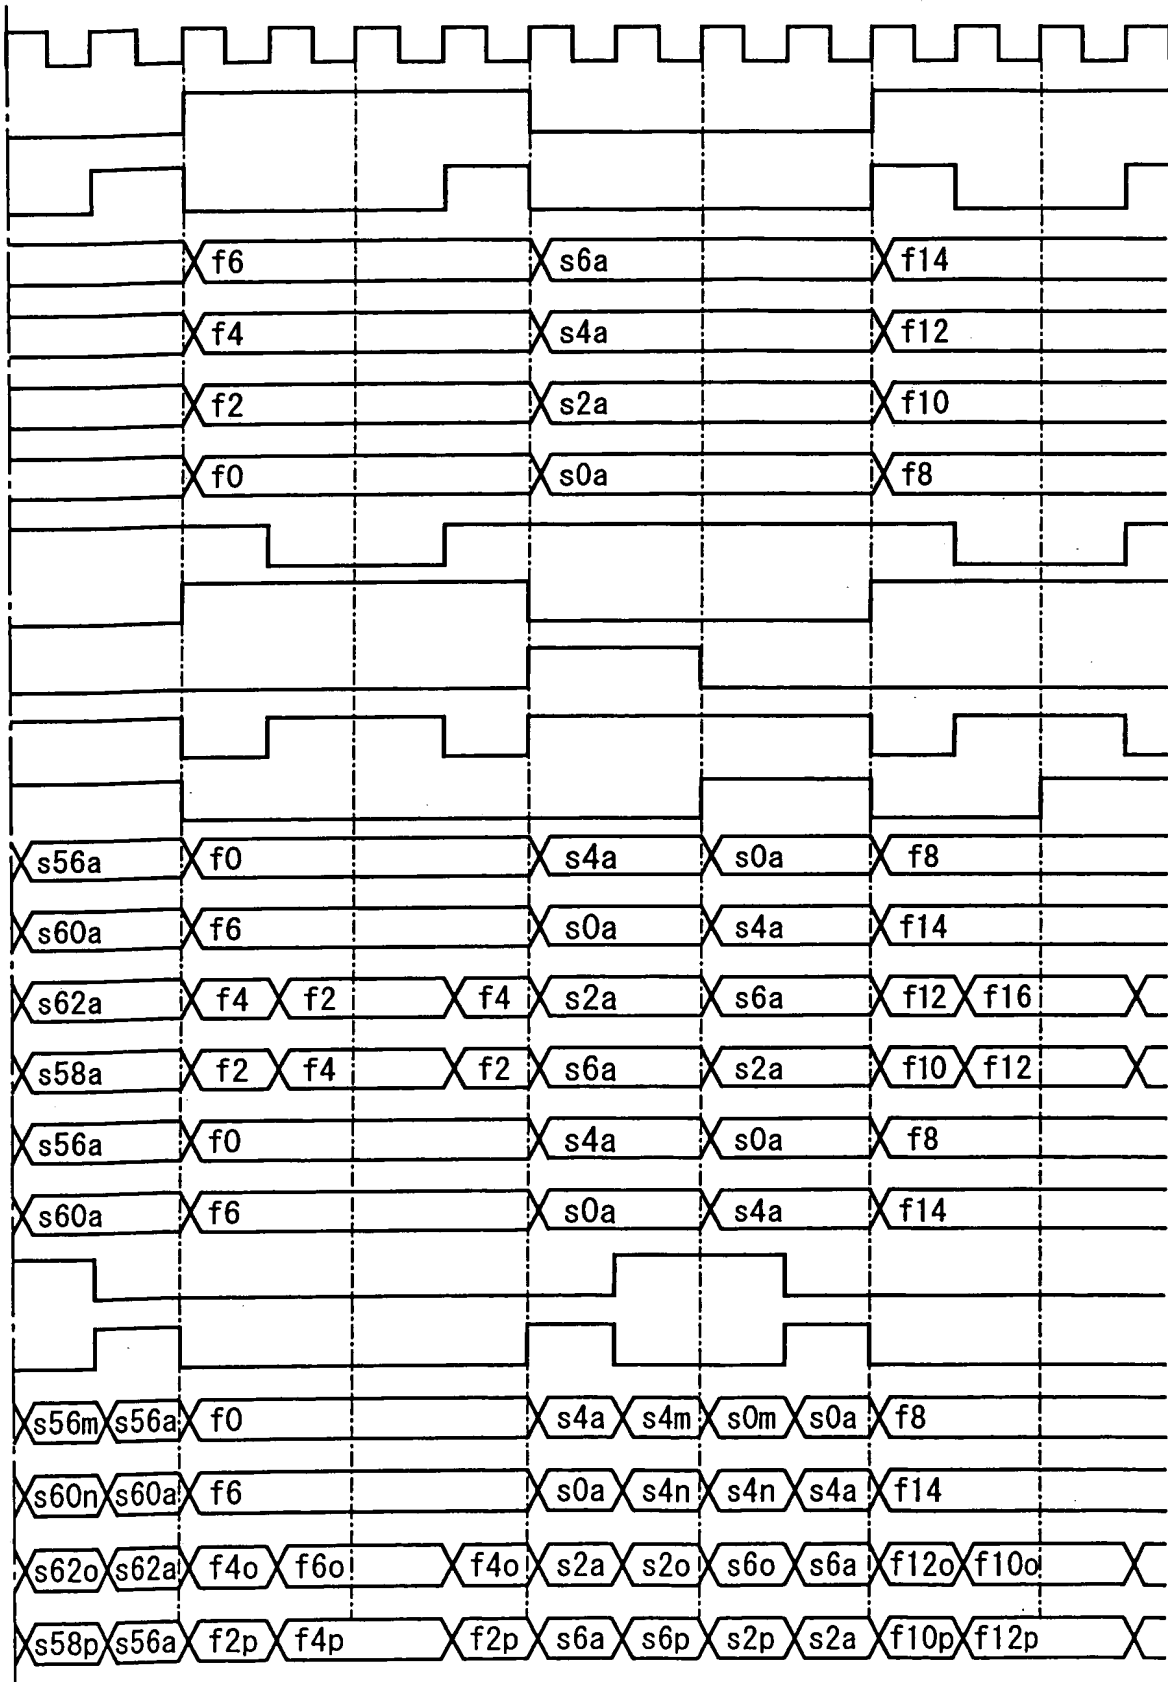 f6 s6a f14
f4 s4a f12
f2 s2a f10
f0 s0a f8
s56a f0 s4a s0a f8
s60a f6 s0a s4a f14
s62a f4 f2 f4 s2a s6a f12 f16
s58a f2 f4 f2 s6a s2a f10 f12
s56a f0 s4a s0a f8
s60a f6 s0a s4a f14
s56m s56a f0 s4a s4m s0m s0a f8
s60n s60a f6 s0a s4n s4n s4a f14
s62o s62a f4o f6o f4o s2a s2o s6o s6a f12o f10o
s58p s56a f2p f4p f2p s6a s6p s2p s2a f10p f12p